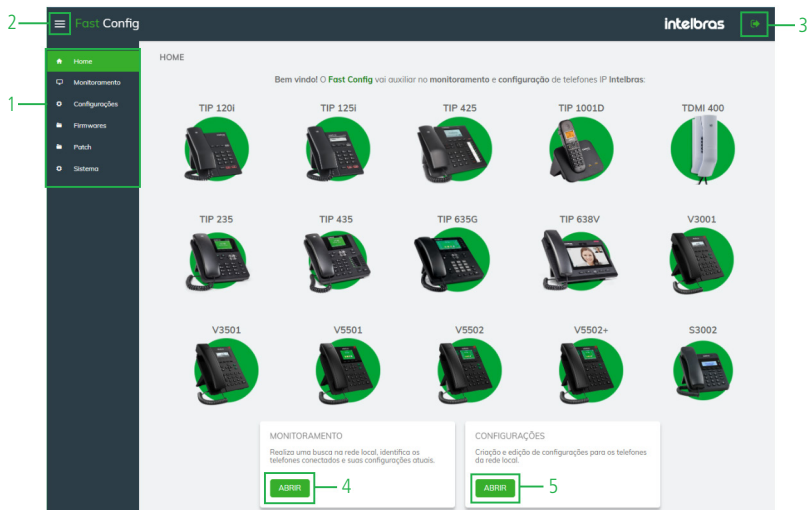 2
Fast Config
intelbras
3
1
Home
Monitoramento
Configurações
Firmwares
Patch
Sistema
HOME
Bem vindo! O Fast Config vai auxiliar no monitoramento e configuração de telefones IP Intelbras:
TIP 120i
TIP 125i
TIP 425
TIP 1001D
TDMI 400
TIP 235
TIP 435
TIP 635G
TIP 638V
V3001
V3501
V5501
V5502
V5502+
S3002
MONITORAMENTO
Realiza uma busca na rede local, identifica os
telefones conectados e suas configurações atuais.
ABRIR
4
CONFIGURAÇÕES
Criação e edição de configurações para os telefones
da rede local.
ABRIR
5